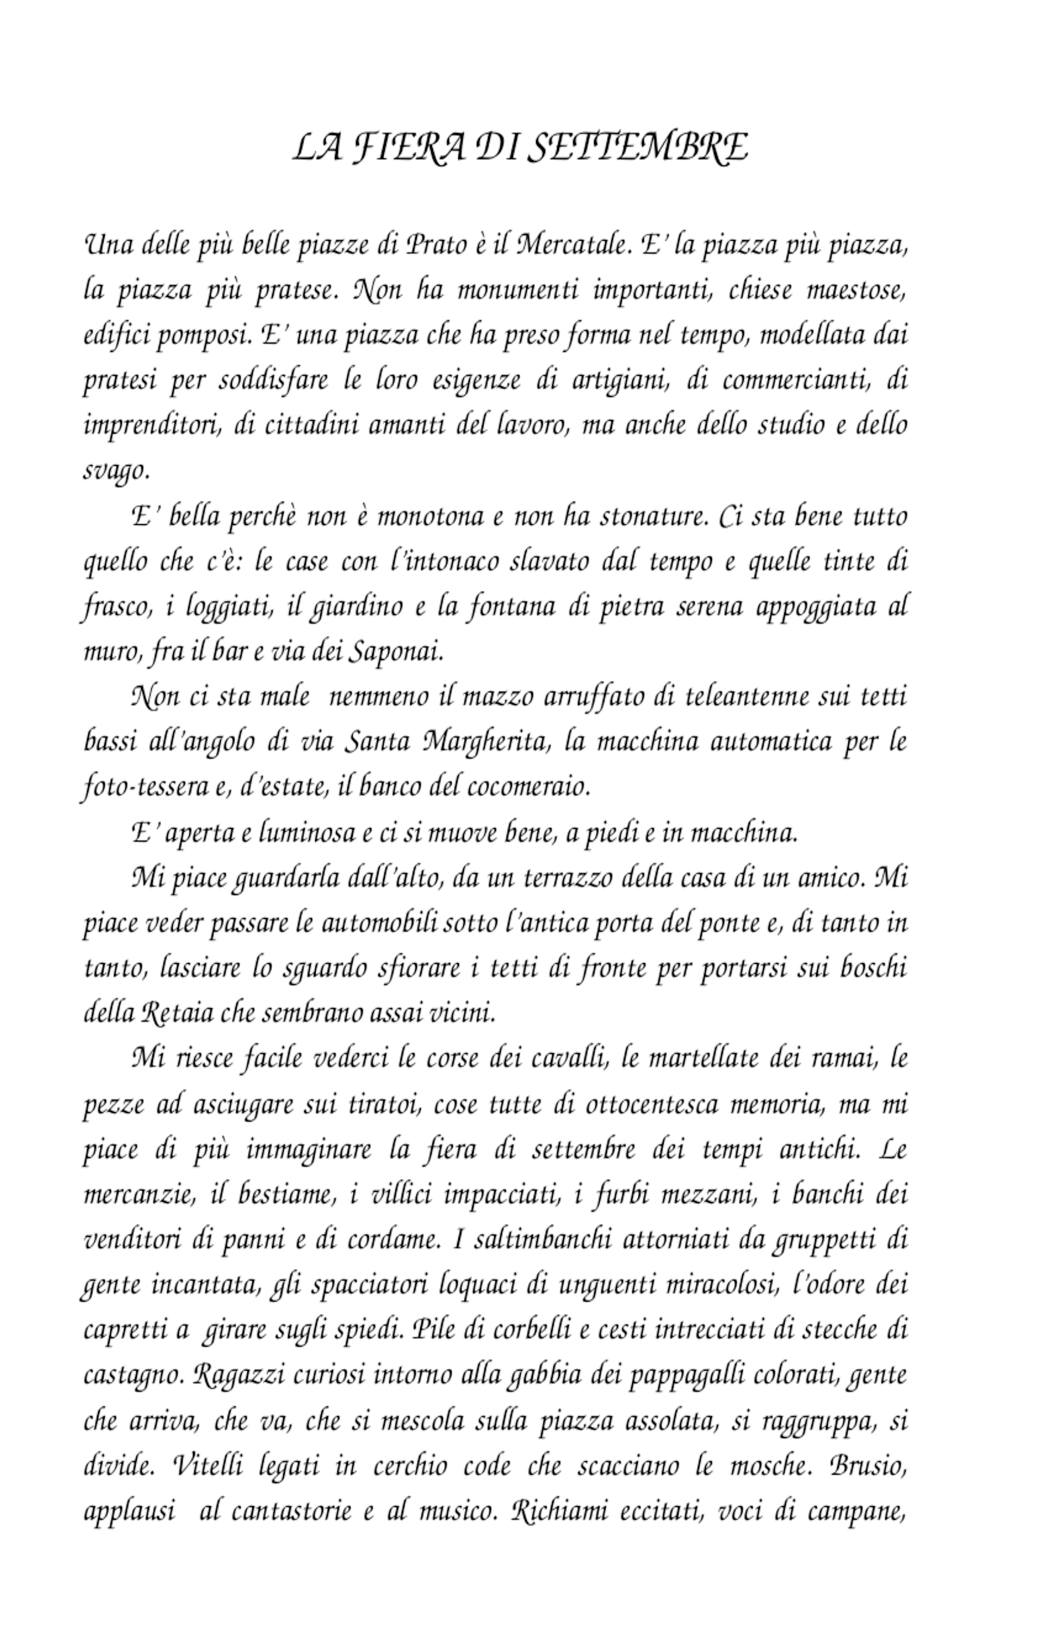 LA FIERA DI SETTEMBRE
Una delle più belle piazze di Prato è il Mercatale. E' la piazza più piazza,
la piazza più pratese. Non ha monumenti importanti, chiese maestose,
edifici pomposi. E' una piazza che ha preso forma nel tempo, modellata dai
pratesi per soddisfare le loro esigenze di artigiani, di commercianti, di
imprenditori, di cittadini amanti del lavoro, ma anche dello studio e dello
svago.
E' bella perchè non è monotona e non ha stonature. Ci sta bene tutto
quello che c'è: le case con l'intonaco slavato dal tempo e quelle tinte di
frasco, i loggiati, il giardino e la fontana di pietra serena appoggiata al
muro, fra il bar e via dei Saponai.
Non ci sta male  nemmeno il mazzo arruffato di teleantenne sui tetti
bassi all'angolo di via Santa Margherita, la macchina automatica per le
foto-tessera e, d'estate, il banco del cocomeraio.
E' aperta e luminosa e ci si muove bene, a piedi e in macchina.
Mi piace guardarla dall'alto, da un terrazzo della casa di un amico. Mi
piace veder passare le automobili sotto l'antica porta del ponte e, di tanto in
tanto, lasciare lo sguardo sfiorare i tetti di fronte per portarsi sui boschi
della Retaia che sembrano assai vicini.
Mi riesce facile vederci le corse dei cavalli, le martellate dei ramai, le
pezze ad asciugare sui tiratoi, cose tutte di ottocentesca memoria, ma mi
piace di più immaginare la fiera di settembre dei tempi antichi. Le
mercanzie, il bestiame, i villici impacciati, i furbi mezzani, i banchi dei
venditori di panni e di cordame. I saltimbanchi attorniati da gruppetti di
gente incantata, gli spacciatori loquaci di unguenti miracolosi, l'odore dei
capretti a  girare sugli spiedi. Pile di corbelli e cesti intrecciati di stecche di
castagno. Ragazzi curiosi intorno alla gabbia dei pappagalli colorati, gente
che arriva, che va, che si mescola sulla piazza assolata, si raggruppa, si
divide. Vitelli legati in cerchio code che scacciano le mosche. Brusio,
applausi  al cantastorie e al musico. Richiami eccitati, voci di campane,